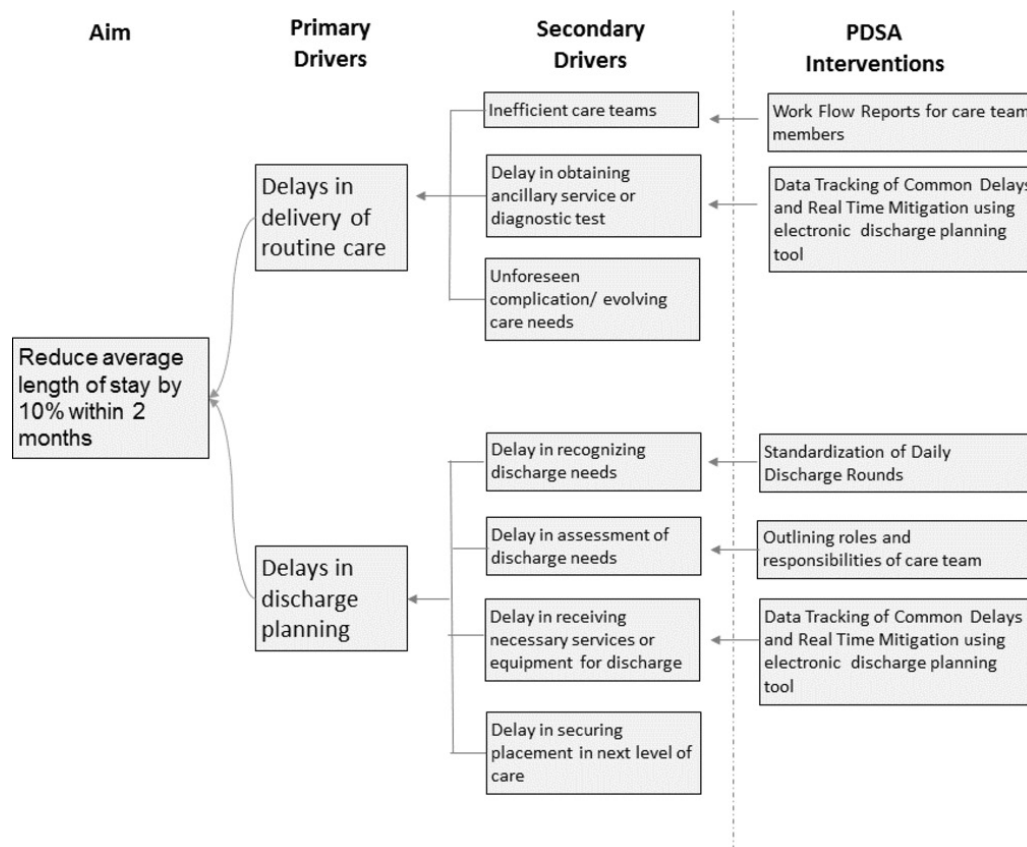 Aim
Primary
Drivers
Secondary
Drivers
PDSA
Interventions
Reduce average
length of stay by
10% within 2
months
Delays in
delivery of
routine care
Delays in
discharge
planning
Inefficient care teams
Delay in obtaining
ancillary service or
diagnostic test
Unforeseen
complication/ evolving
care needs
Delay in recognizing
discharge needs
Delay in assessment of
discharge needs
Delay in receiving
necessary services or
equipment for discharge
Delay in securing
placement in next level of
care
Work Flow Reports for care team
members
Data Tracking of Common Delays
and Real Time Mitigation using
electronic discharge planning
tool
Standardization of Daily
Discharge Rounds
Outlining roles and
responsibilities of care team
Data Tracking of Common Delays
and Real Time Mitigation using
electronic discharge planning
tool